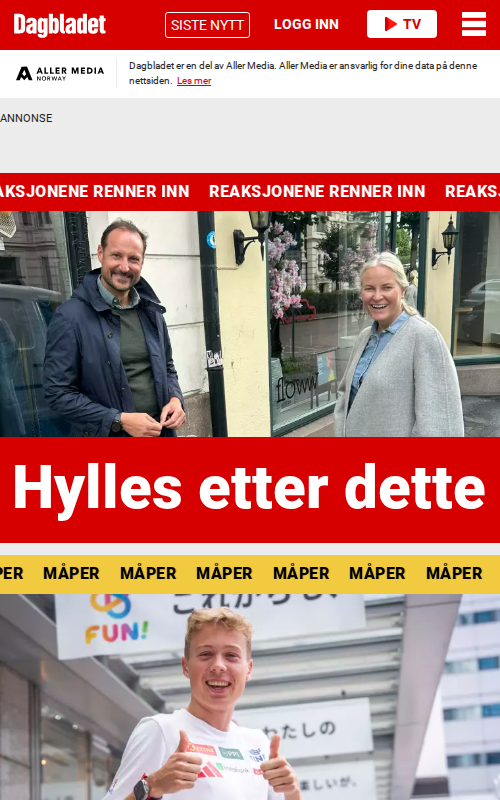 Dagbladet
SISTE NYTT
LOGG INN
TV
ALLER MEDIA
NORWAY
Dagbladet er en del av Aller Media. Aller Media er ansvarlig for dine data på denne
nettsiden. Les mer
ANNONSE
AKSJONENE RENNER INN REAKSJONENE RENNER INN REAKS
floww
Hylles etter dette
PER MÅPER MÅPER MÅPER MÅPER MÅPER MÅPER
FUN!
わたしの